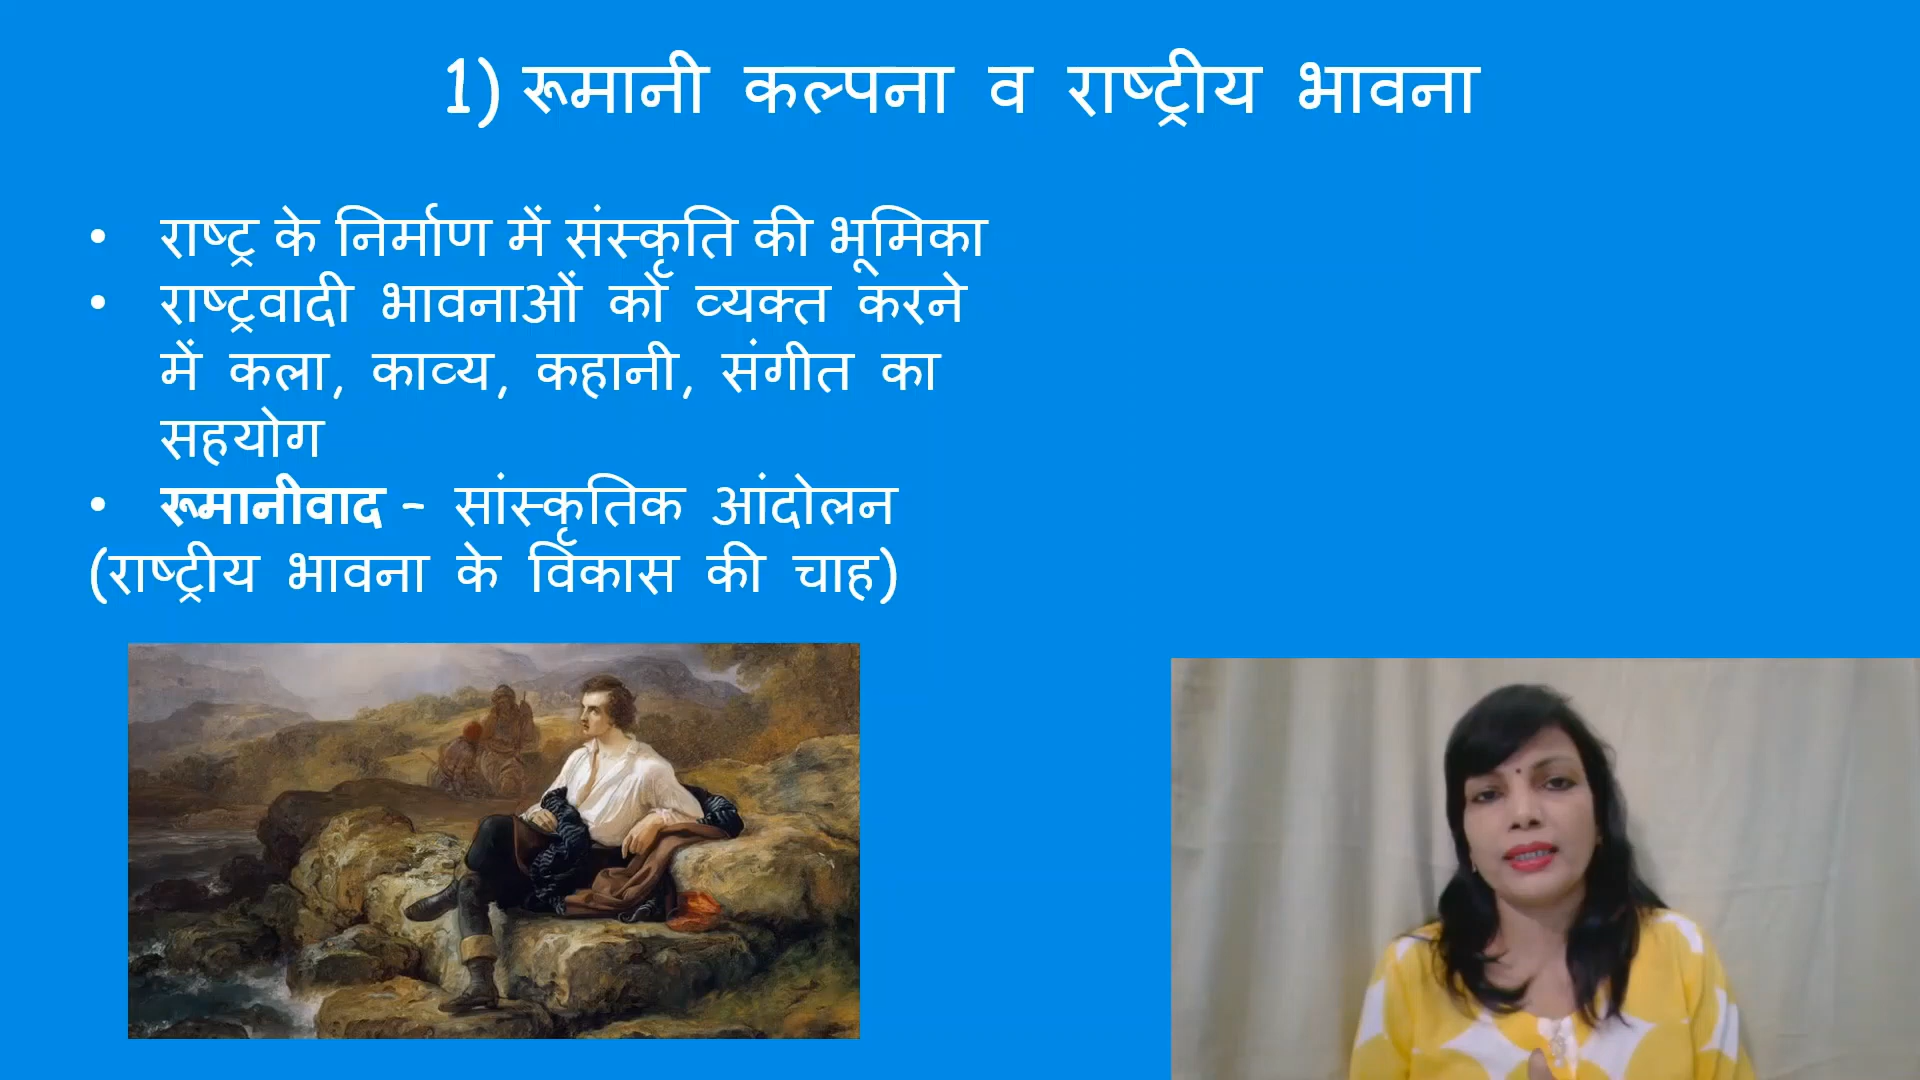 1) रूमानी कल्पना व राष्ट्रीय भावना
• राष्ट्र के निर्माण में संस्कृति की भूमिका
• राष्ट्रवादी भावनाओं को व्यक्त करने
में कला, काव्य, कहानी, संगीत का
सहयोग
• रूमानीवाद – सांस्कृतिक आंदोलन
(राष्ट्रीय भावना के विकास की चाह)